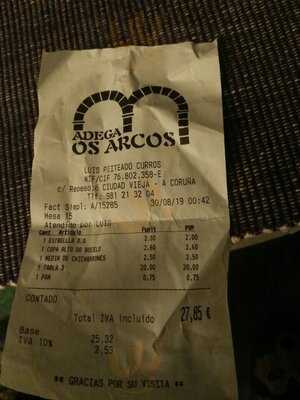 ADEGA
OS ARCOS
LUIS PEITEADO CURROS
NIF/CIF 76.802.358-E
c/ CIUDAD VIEJA - A CORUÑA
Tlf: 981 21 32 04
Fact Simpl: A/15285 30/08/19 00:42
Mesa 15
Atendido por LUIS
Cant Artículo P.Unit PVP
1 ESTRELLA 0.0 2.00 2.00
1 COPA ALTO DO 2.60 2.60
1 MEDIA DE CHICHARRONES 2.50 2.50
1 TABLA 3 20.00 20.00
1 PAN 0.75 0.75
CONTADO
Total IVA incluido 27,85 €
Base 25,32
IVA 10% 2,53
** GRACIAS POR SU VISITA **